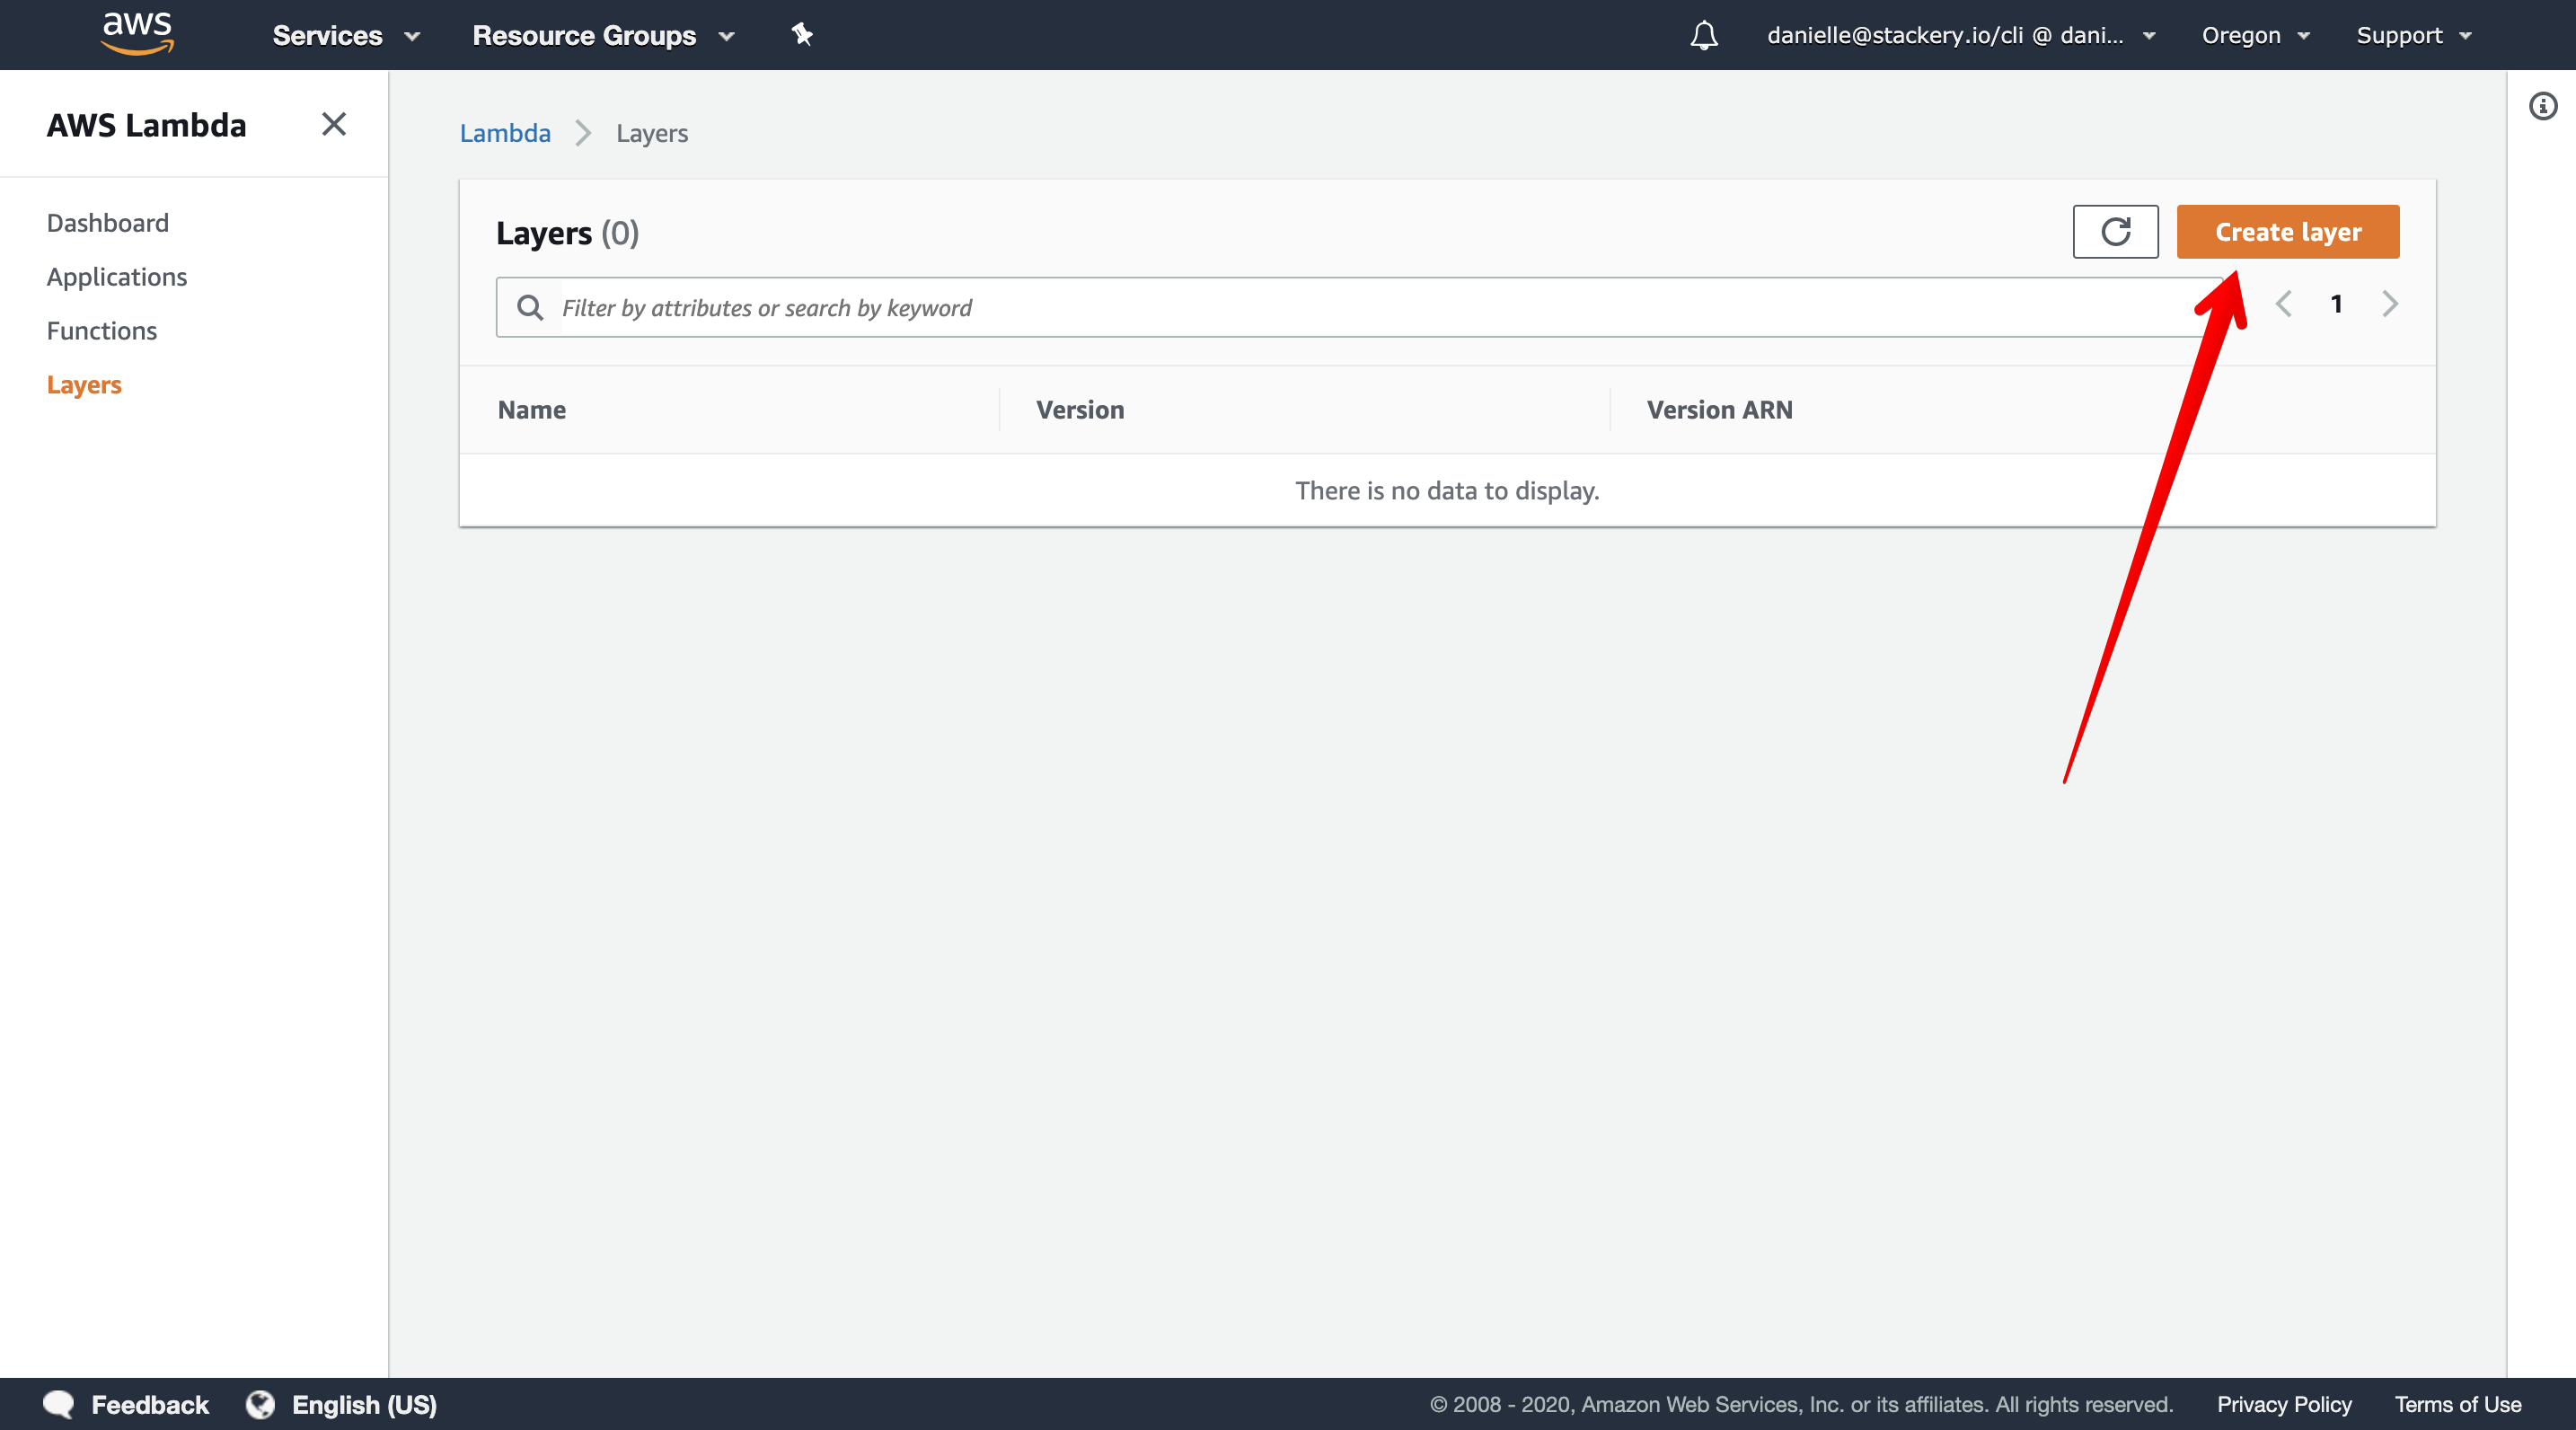 aws
Services
Resource Groups
danielle@stackery.io/cli @ dani...
Oregon
Support
AWS Lambda
Dashboard
Applications
Functions
Layers
Lambda
Layers
Layers (0)
Create layer
Filter by attributes or search by keyword
1
Name
Version
Version ARN
There is no data to display.
Feedback
English (US)
© 2008 - 2020, Amazon Web Services, Inc. or its affiliates. All rights reserved.
Privacy Policy
Terms of Use